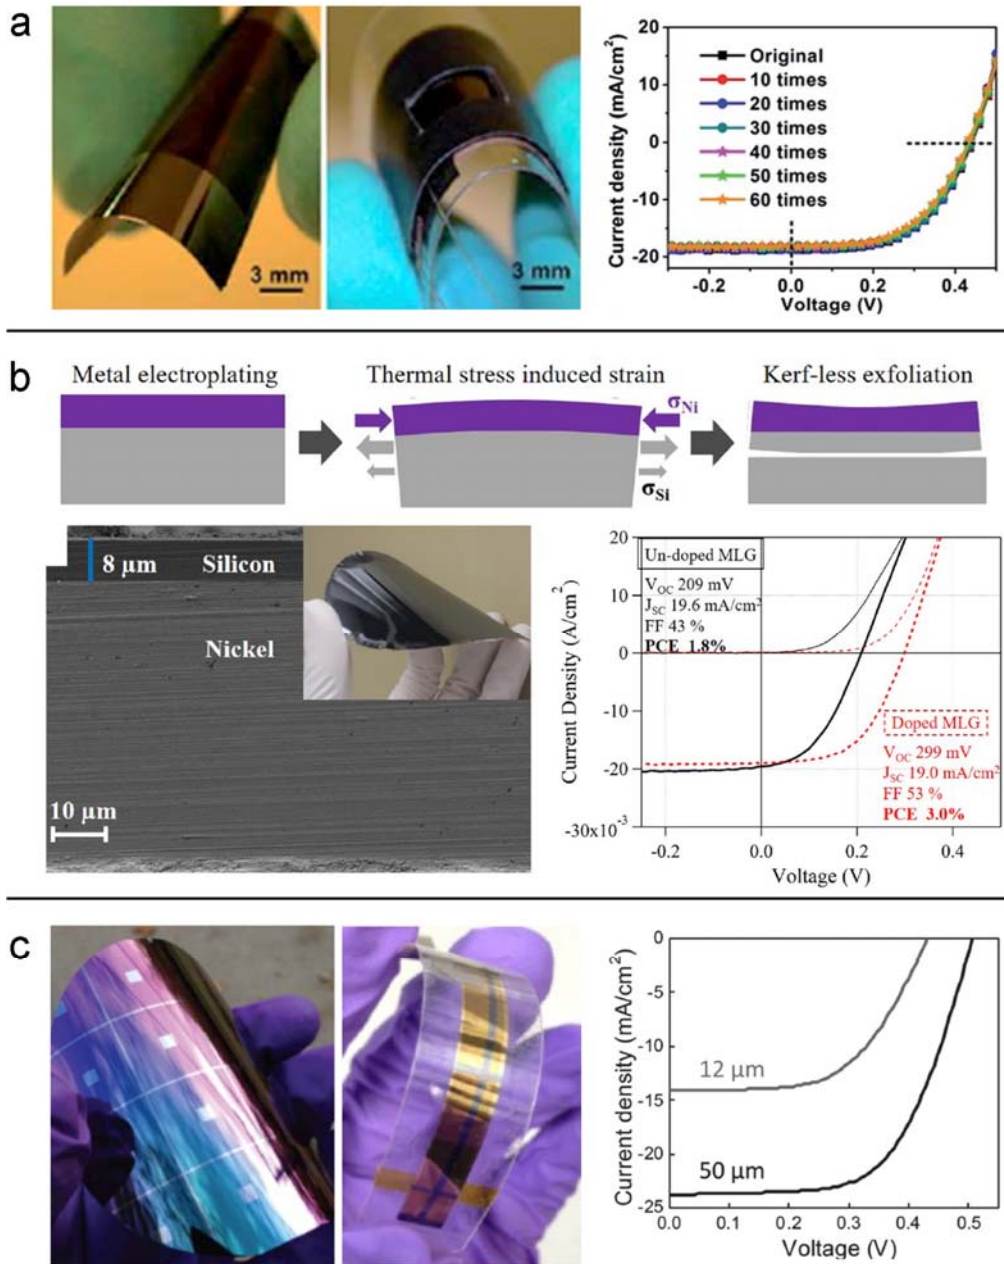 a
3 mm
3 mm
Current density (mA/cm²)
20
10
0
-10
-20
Original
10 times
20 times
30 times
40 times
50 times
60 times
-0.2
0.0
0.2
0.4
Voltage (V)
b
Metal electroplating
Thermal stress induced strain
Kerf-less exfoliation
σNi
σSi
8 µm
Silicon
Nickel
10 µm
Current Density (A/cm²)
20
10
0
-10
-20
-30x10⁻³
Un-doped MLG
VOC 209 mV
JSC 19.6 mA/cm²
FF 43 %
PCE 1.8%
Doped MLG
VOC 299 mV
JSC 19.0 mA/cm²
FF 53 %
PCE 3.0%
-0.2
0.0
0.2
0.4
Voltage (V)
c
Current density (mA/cm²)
0
-5
-10
-15
-20
-25
12 µm
50 µm
0.0
0.1
0.2
0.3
0.4
0.5
Voltage (V)